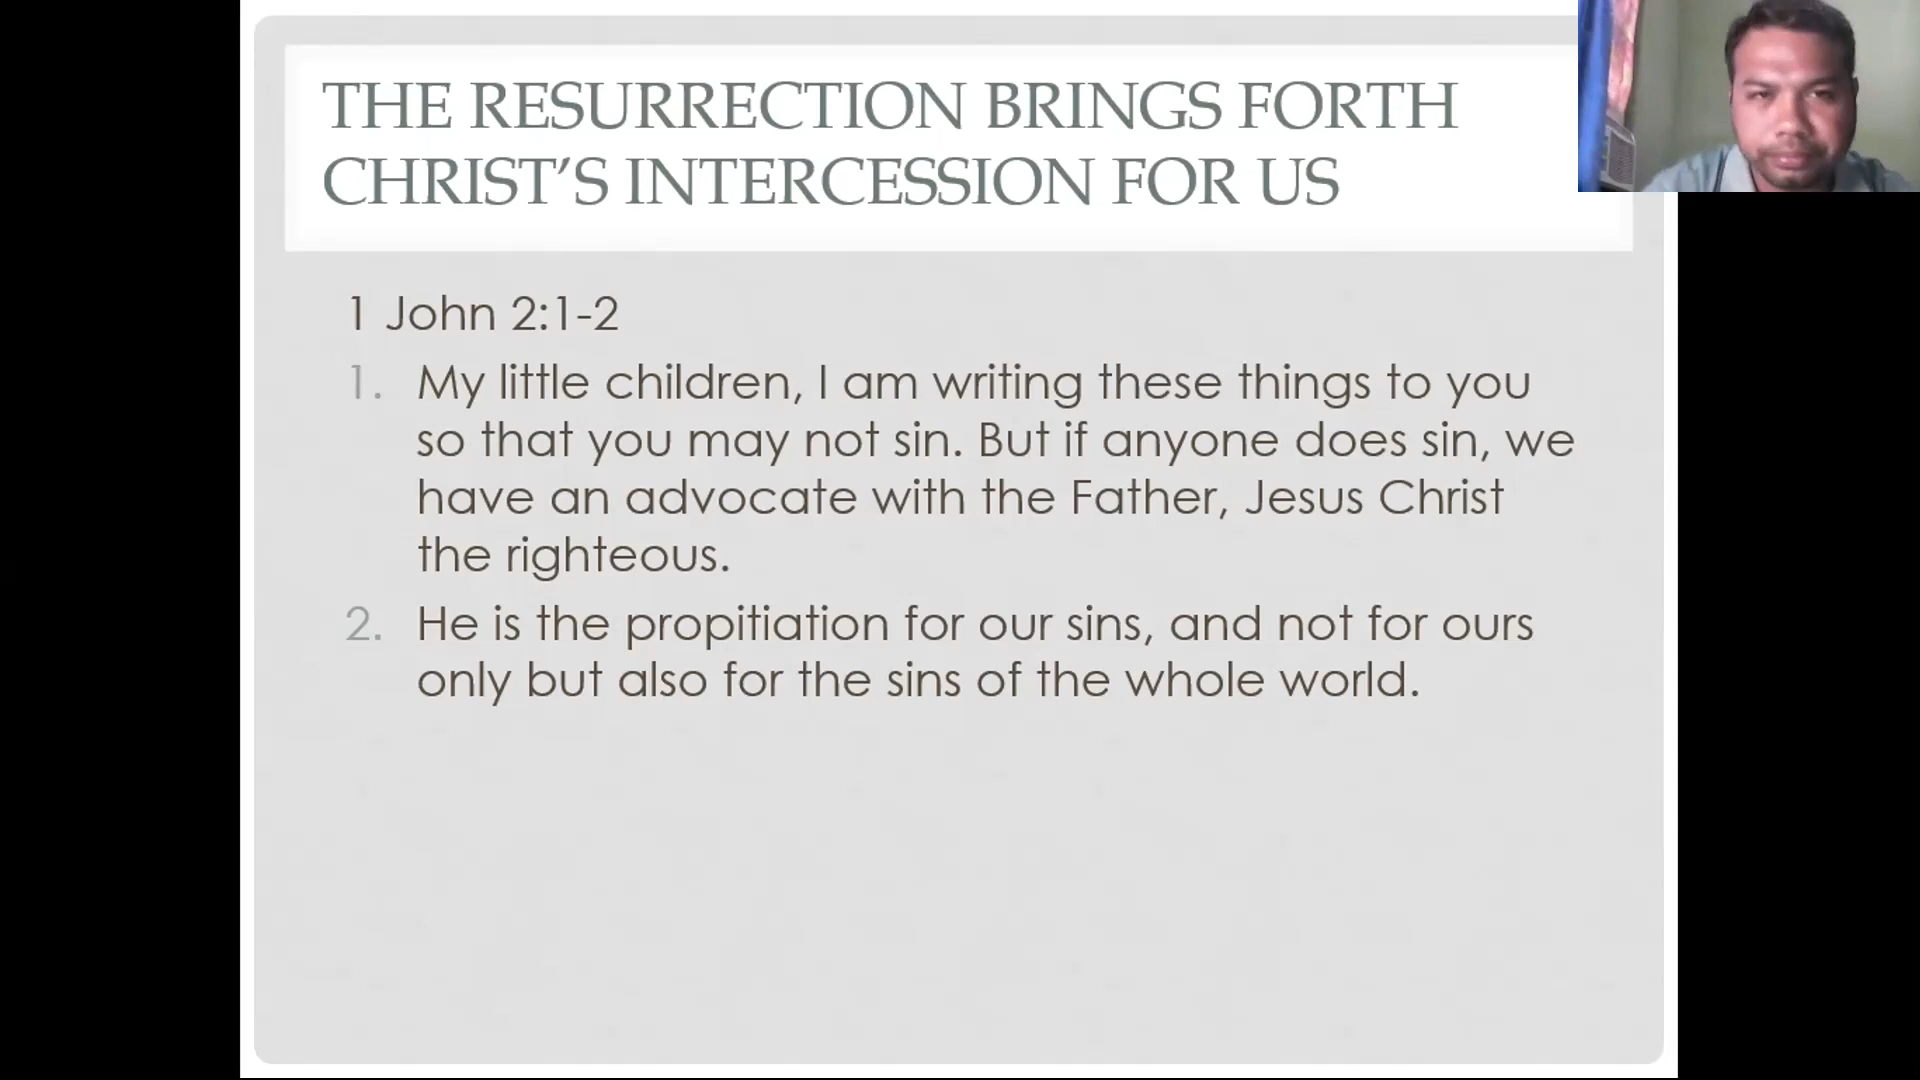 THE RESURRECTION BRINGS FORTH
CHRIST’S INTERCESSION FOR US
1 John 2:1-2
1. My little children, I am writing these things to you
so that you may not sin. But if anyone does sin, we
have an advocate with the Father, Jesus Christ
the righteous.
2. He is the propitiation for our sins, and not for ours
only but also for the sins of the whole world.